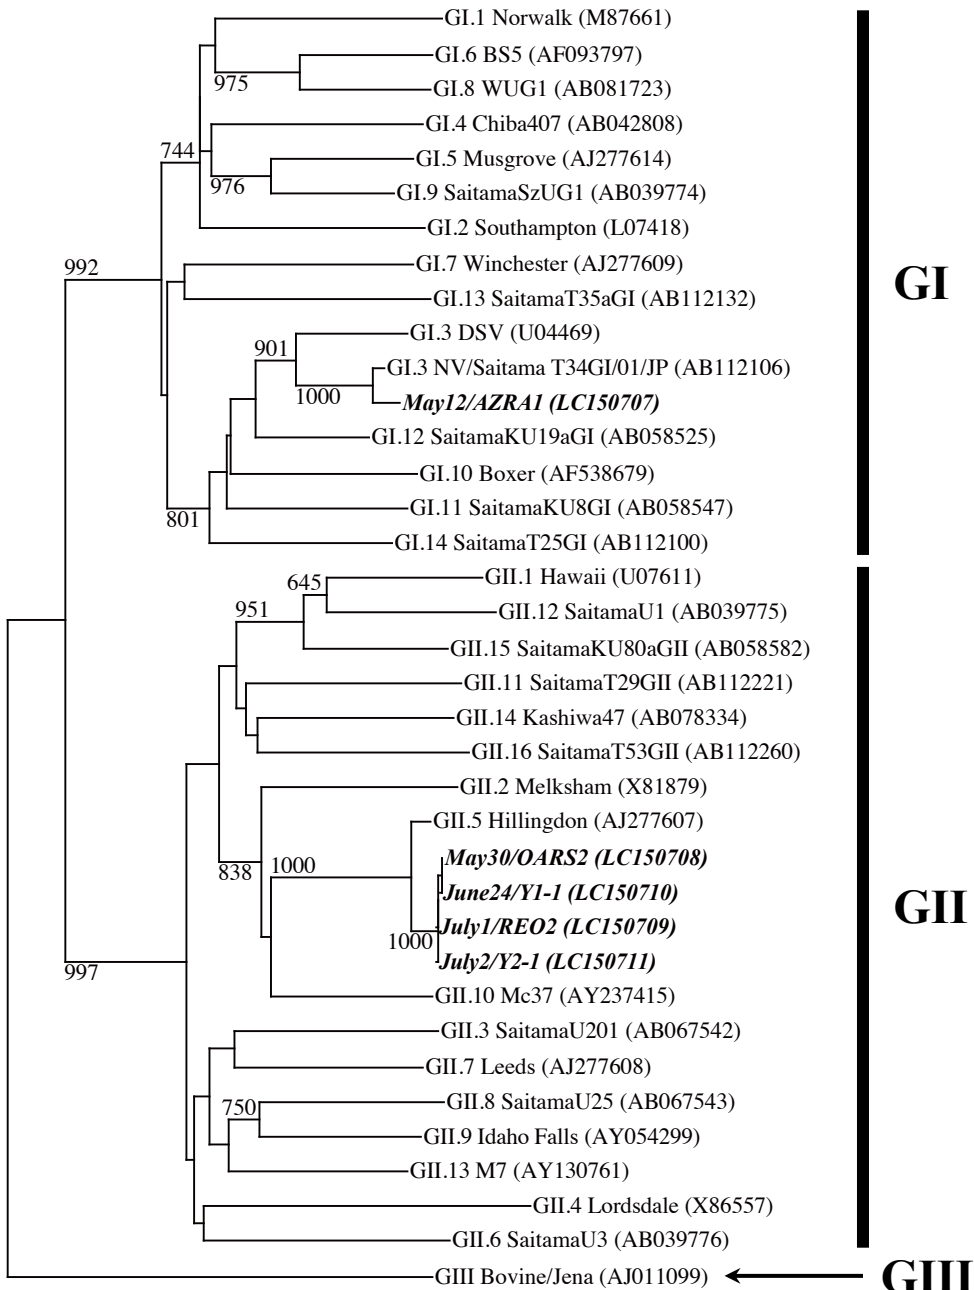 GI.1 Norwalk (M87661)
GI.6 BS5 (AF093797)
975
GI.8 WUG1 (AB081723)
GI.4 Chiba407 (AB042808)
744
GI.5 Musgrove (AJ277614)
976
GI.9 SaitamaSzUG1 (AB039774)
GI.2 Southampton (L07418)
992
GI.7 Winchester (AJ277609)
GI
GI.13 SaitamaT35aGI (AB112132)
GI.3 DSV (U04469)
901
GI.3 NV/Saitama T34GI/01/JP (AB112106)
1000
May12/AZRA1 (LC150707)
GI.12 SaitamaKU19aGI (AB058525)
GI.10 Boxer (AF538679)
GI.11 SaitamaKU8GI (AB058547)
801
GI.14 SaitamaT25GI (AB112100)
GII.1 Hawaii (U07611)
645
951
GII.12 SaitamaU1 (AB039775)
GII.15 SaitamaKU80aGII (AB058582)
GII.11 SaitamaT29GII (AB112221)
GII.14 Kashiwa47 (AB078334)
GII.16 SaitamaT53GII (AB112260)
GII.2 Melksham (X81879)
GII.5 Hillingdon (AJ277607)
May30/OARS2 (LC150708)
1000
838
June24/Y1-1 (LC150710)
GII
July1/REO2 (LC150709)
1000
July2/Y2-1 (LC150711)
997
GII.10 Mc37 (AY237415)
GII.3 SaitamaU201 (AB067542)
GII.7 Leeds (AJ277608)
GII.8 SaitamaU25 (AB067543)
750
GII.9 Idaho Falls (AY054299)
GII.13 M7 (AY130761)
GII.4 Lordsdale (X86557)
GII.6 SaitamaU3 (AB039776)
GIII Bovine/Jena (AJ011099)
GIII